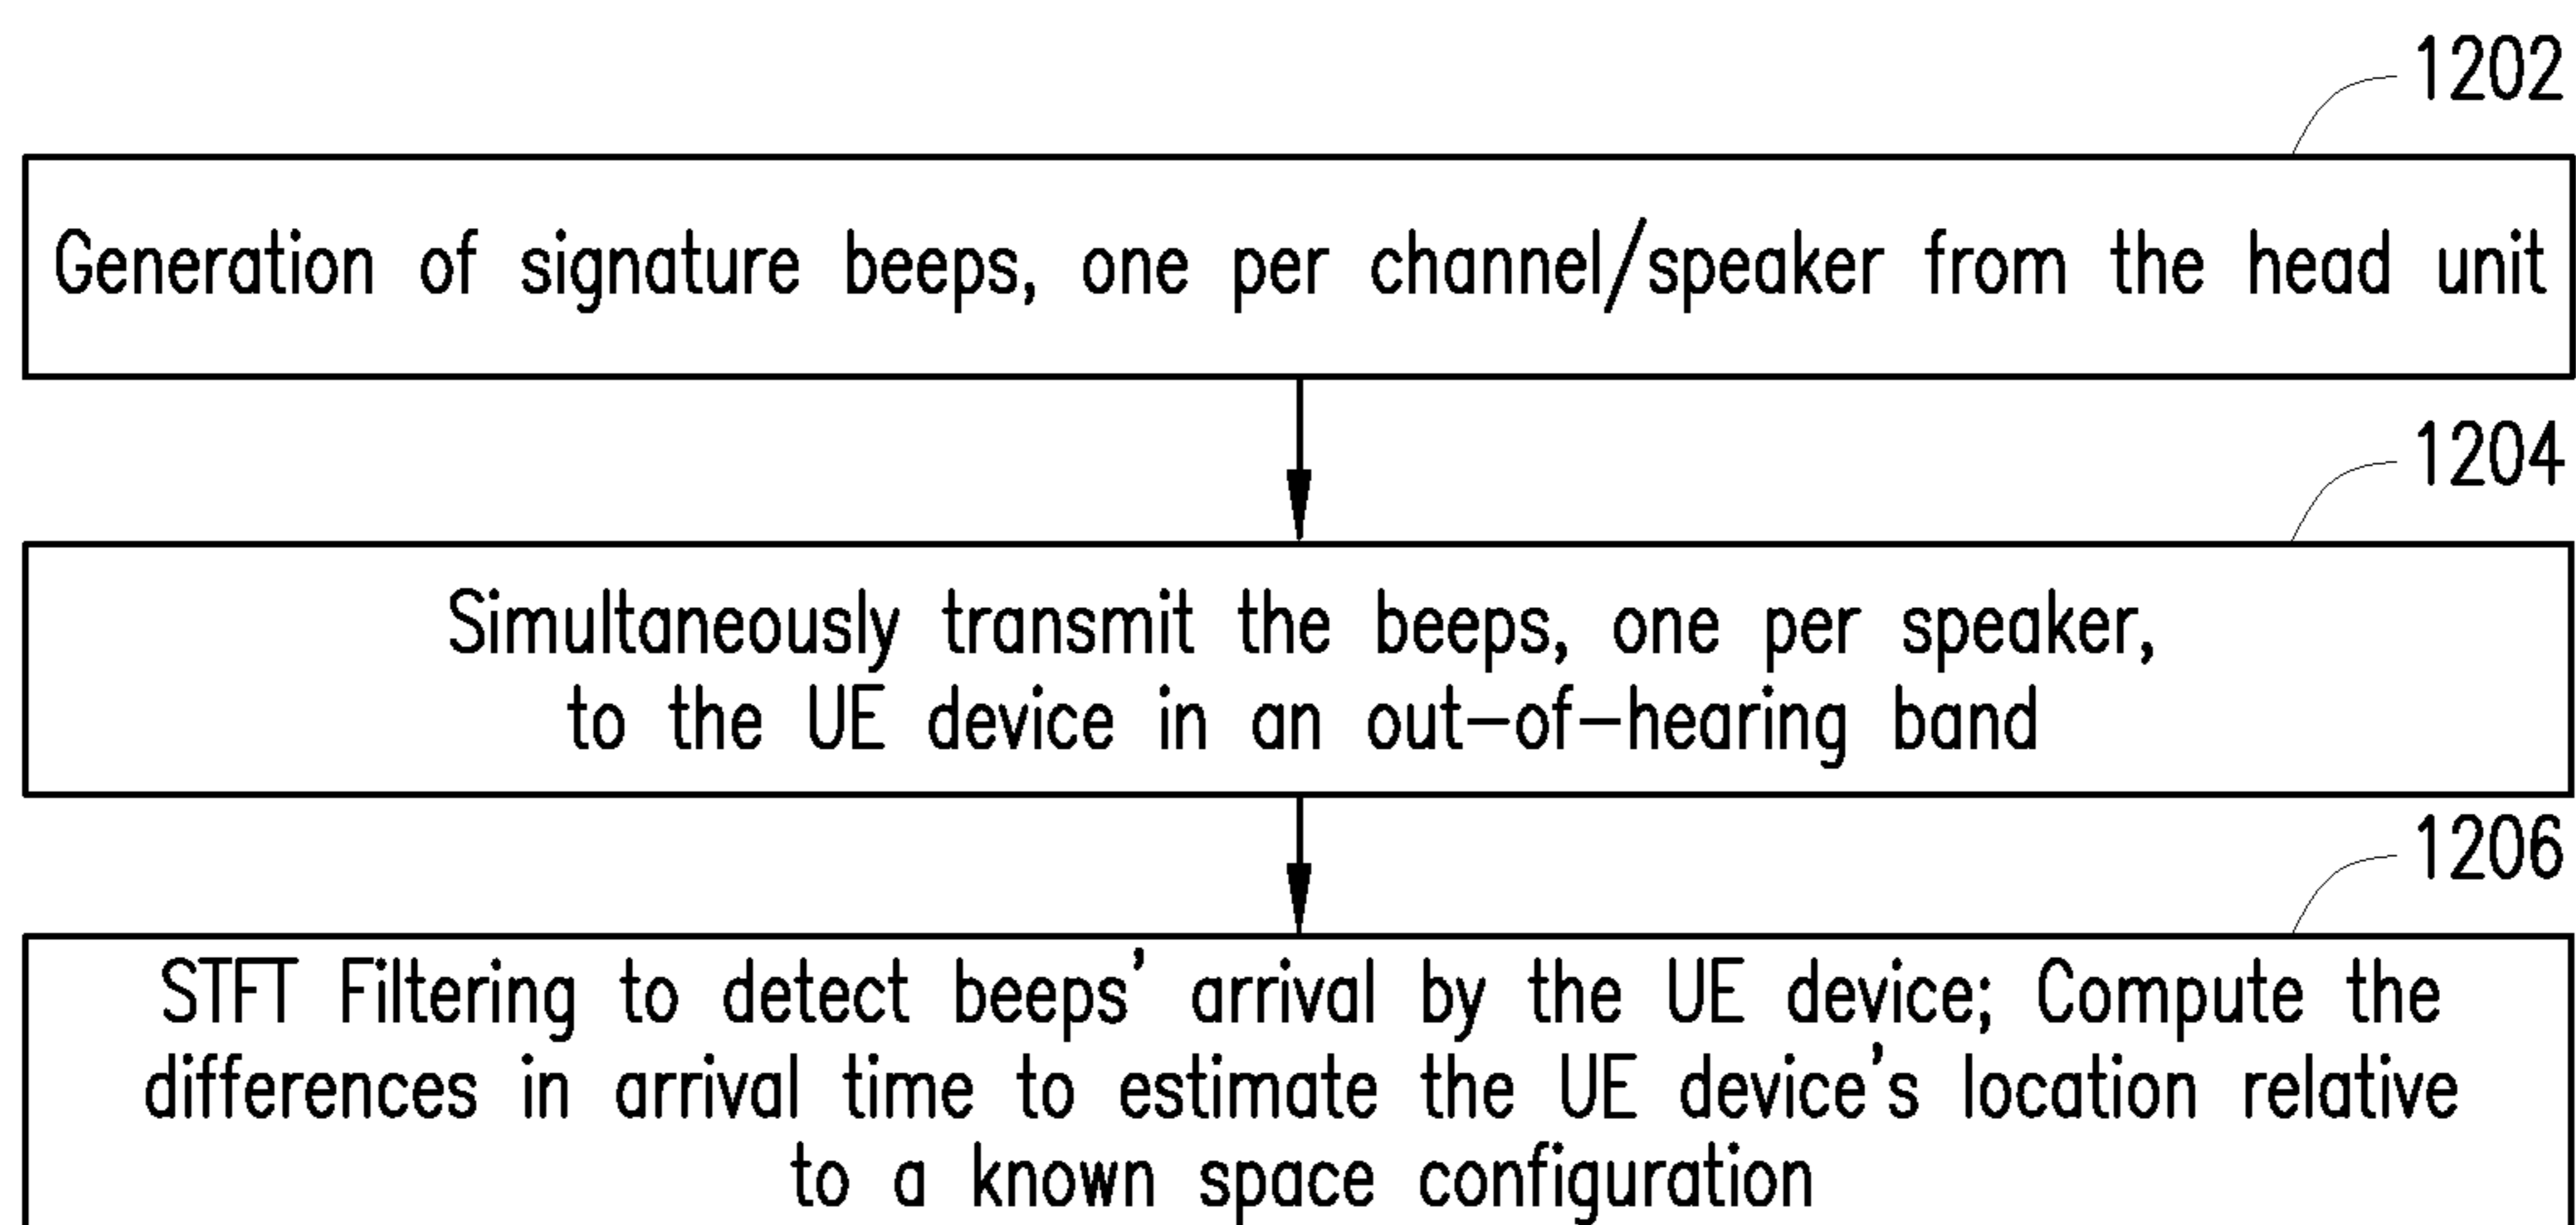 1202
Generation of signature beeps, one per channel/speaker from the head unit
1204
Simultaneously transmit the beeps, one per speaker,
to the UE device in an out-of-hearing band
1206
STFT Filtering to detect beeps' arrival by the UE device; Compute the
differences in arrival time to estimate the UE device's location relative
to a known space configuration